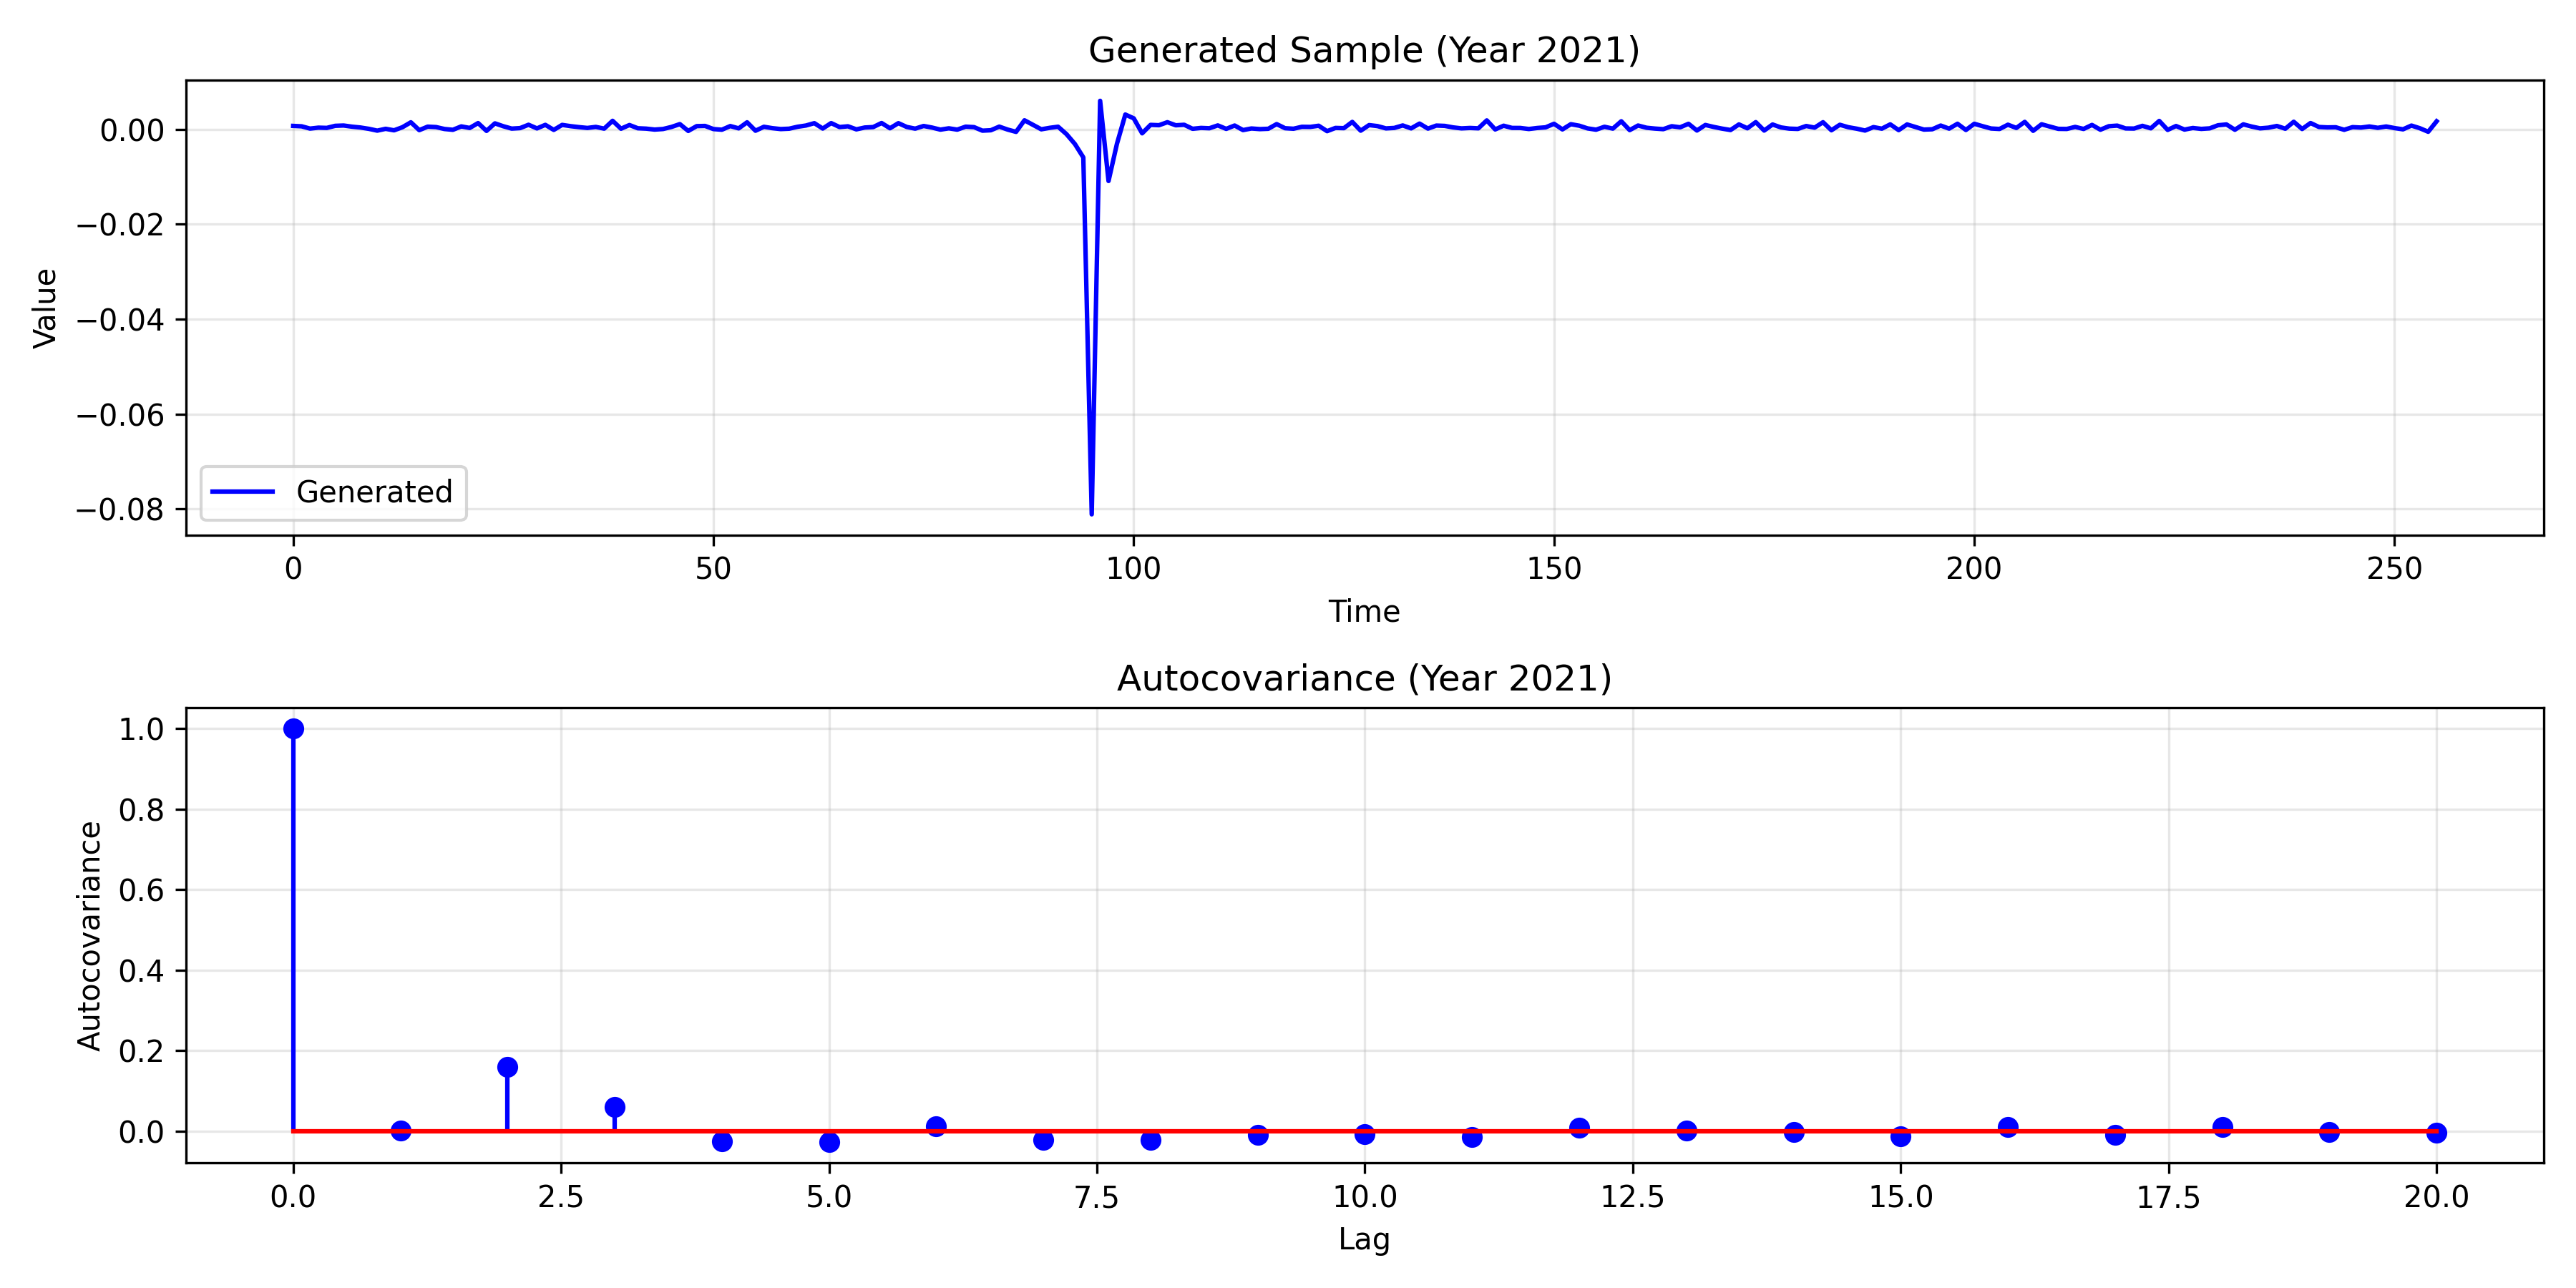 Generated Sample (Year 2021)
0.00
−0.02
−0.04
−0.06
−0.08
Value
Generated
0 50 100 150 200 250
Time
Autocovariance (Year 2021)
1.0
0.8
0.6
0.4
0.2
0.0
Autocovariance
0.0 2.5 5.0 7.5 10.0 12.5 15.0 17.5 20.0
Lag